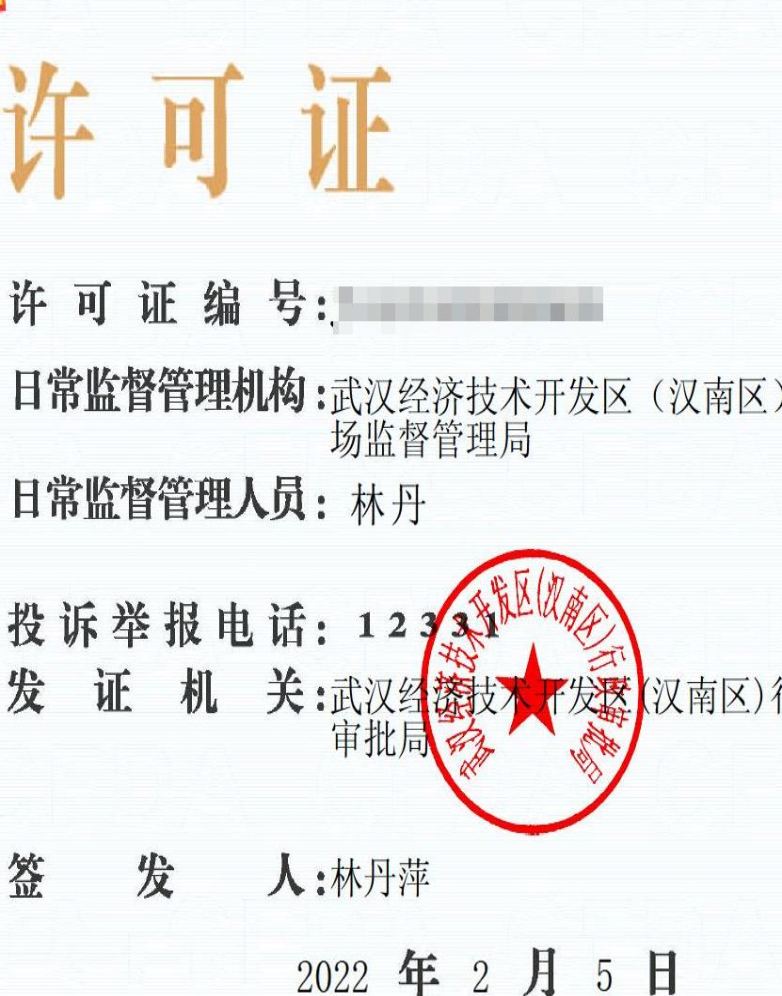 许可证
许可证编号:
日常监督管理机构:武汉经济技术开发区（汉南区）
场监督管理局
日常监督管理人员: 林丹
投诉举报电话: 12331
发证机关:武汉经济技术开发区(汉南区)行
审批局
武汉经济技术开发区(汉南区)行政审批局
签发人:林丹萍
2022 年 2 月 5 日